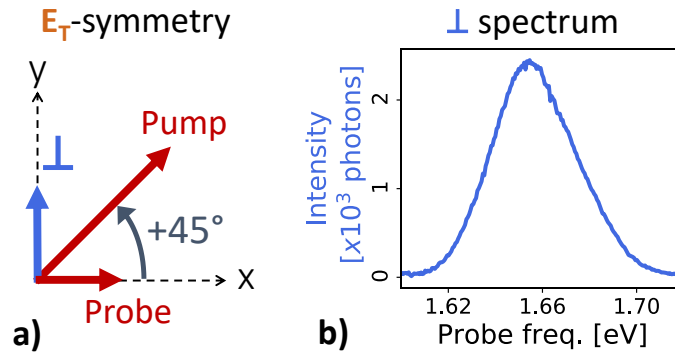 E_T-symmetry
y
⊥
Pump
+45°
x
Probe
a)
⊥ spectrum
Intensity
[x10³ photons]
2
1
0
1.62 1.66 1.70
Probe freq. [eV]
b)